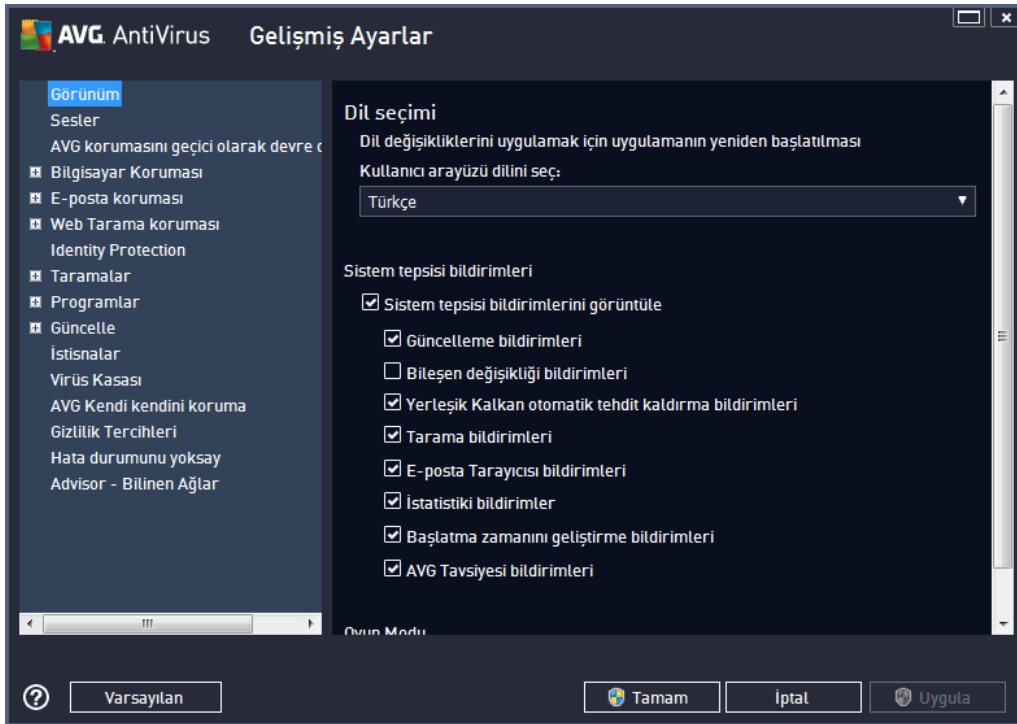 AVG AntiVirus Gelişmiş Ayarlar
Görünüm
Sesler
AVG korumasını geçici olarak devre
Bilgisayar Koruması
E-posta koruması
Web Tarama koruması
Identity Protection
Taramalar
Programlar
Güncelle
İstisnalar
Virüs Kasası
AVG Kendi kendini koruma
Gizlilik Tercihleri
Hata durumunu yoksay
Advisor - Bilinen Ağlar
Dil seçimi
Dil değişikliklerini uygulamak için uygulamanın yeniden başlatılması
Kullanıcı arayüzü dilini seç:
Türkçe
Sistem tepsisi bildirimleri
Sistem tepsisi bildirimlerini görüntüle
Güncelleme bildirimleri
Bileşen değişikliği bildirimleri
Yerleşik Kalkan otomatik tehdit kaldırma bildirimleri
Tarama bildirimleri
E-posta Tarayıcısı bildirimleri
İstatistiki bildirimler
Başlatma zamanını geliştirme bildirimleri
AVG Tavsiyesi bildirimleri
Oyun Modu
Varsayılan
Tamam
İptal
Uygula